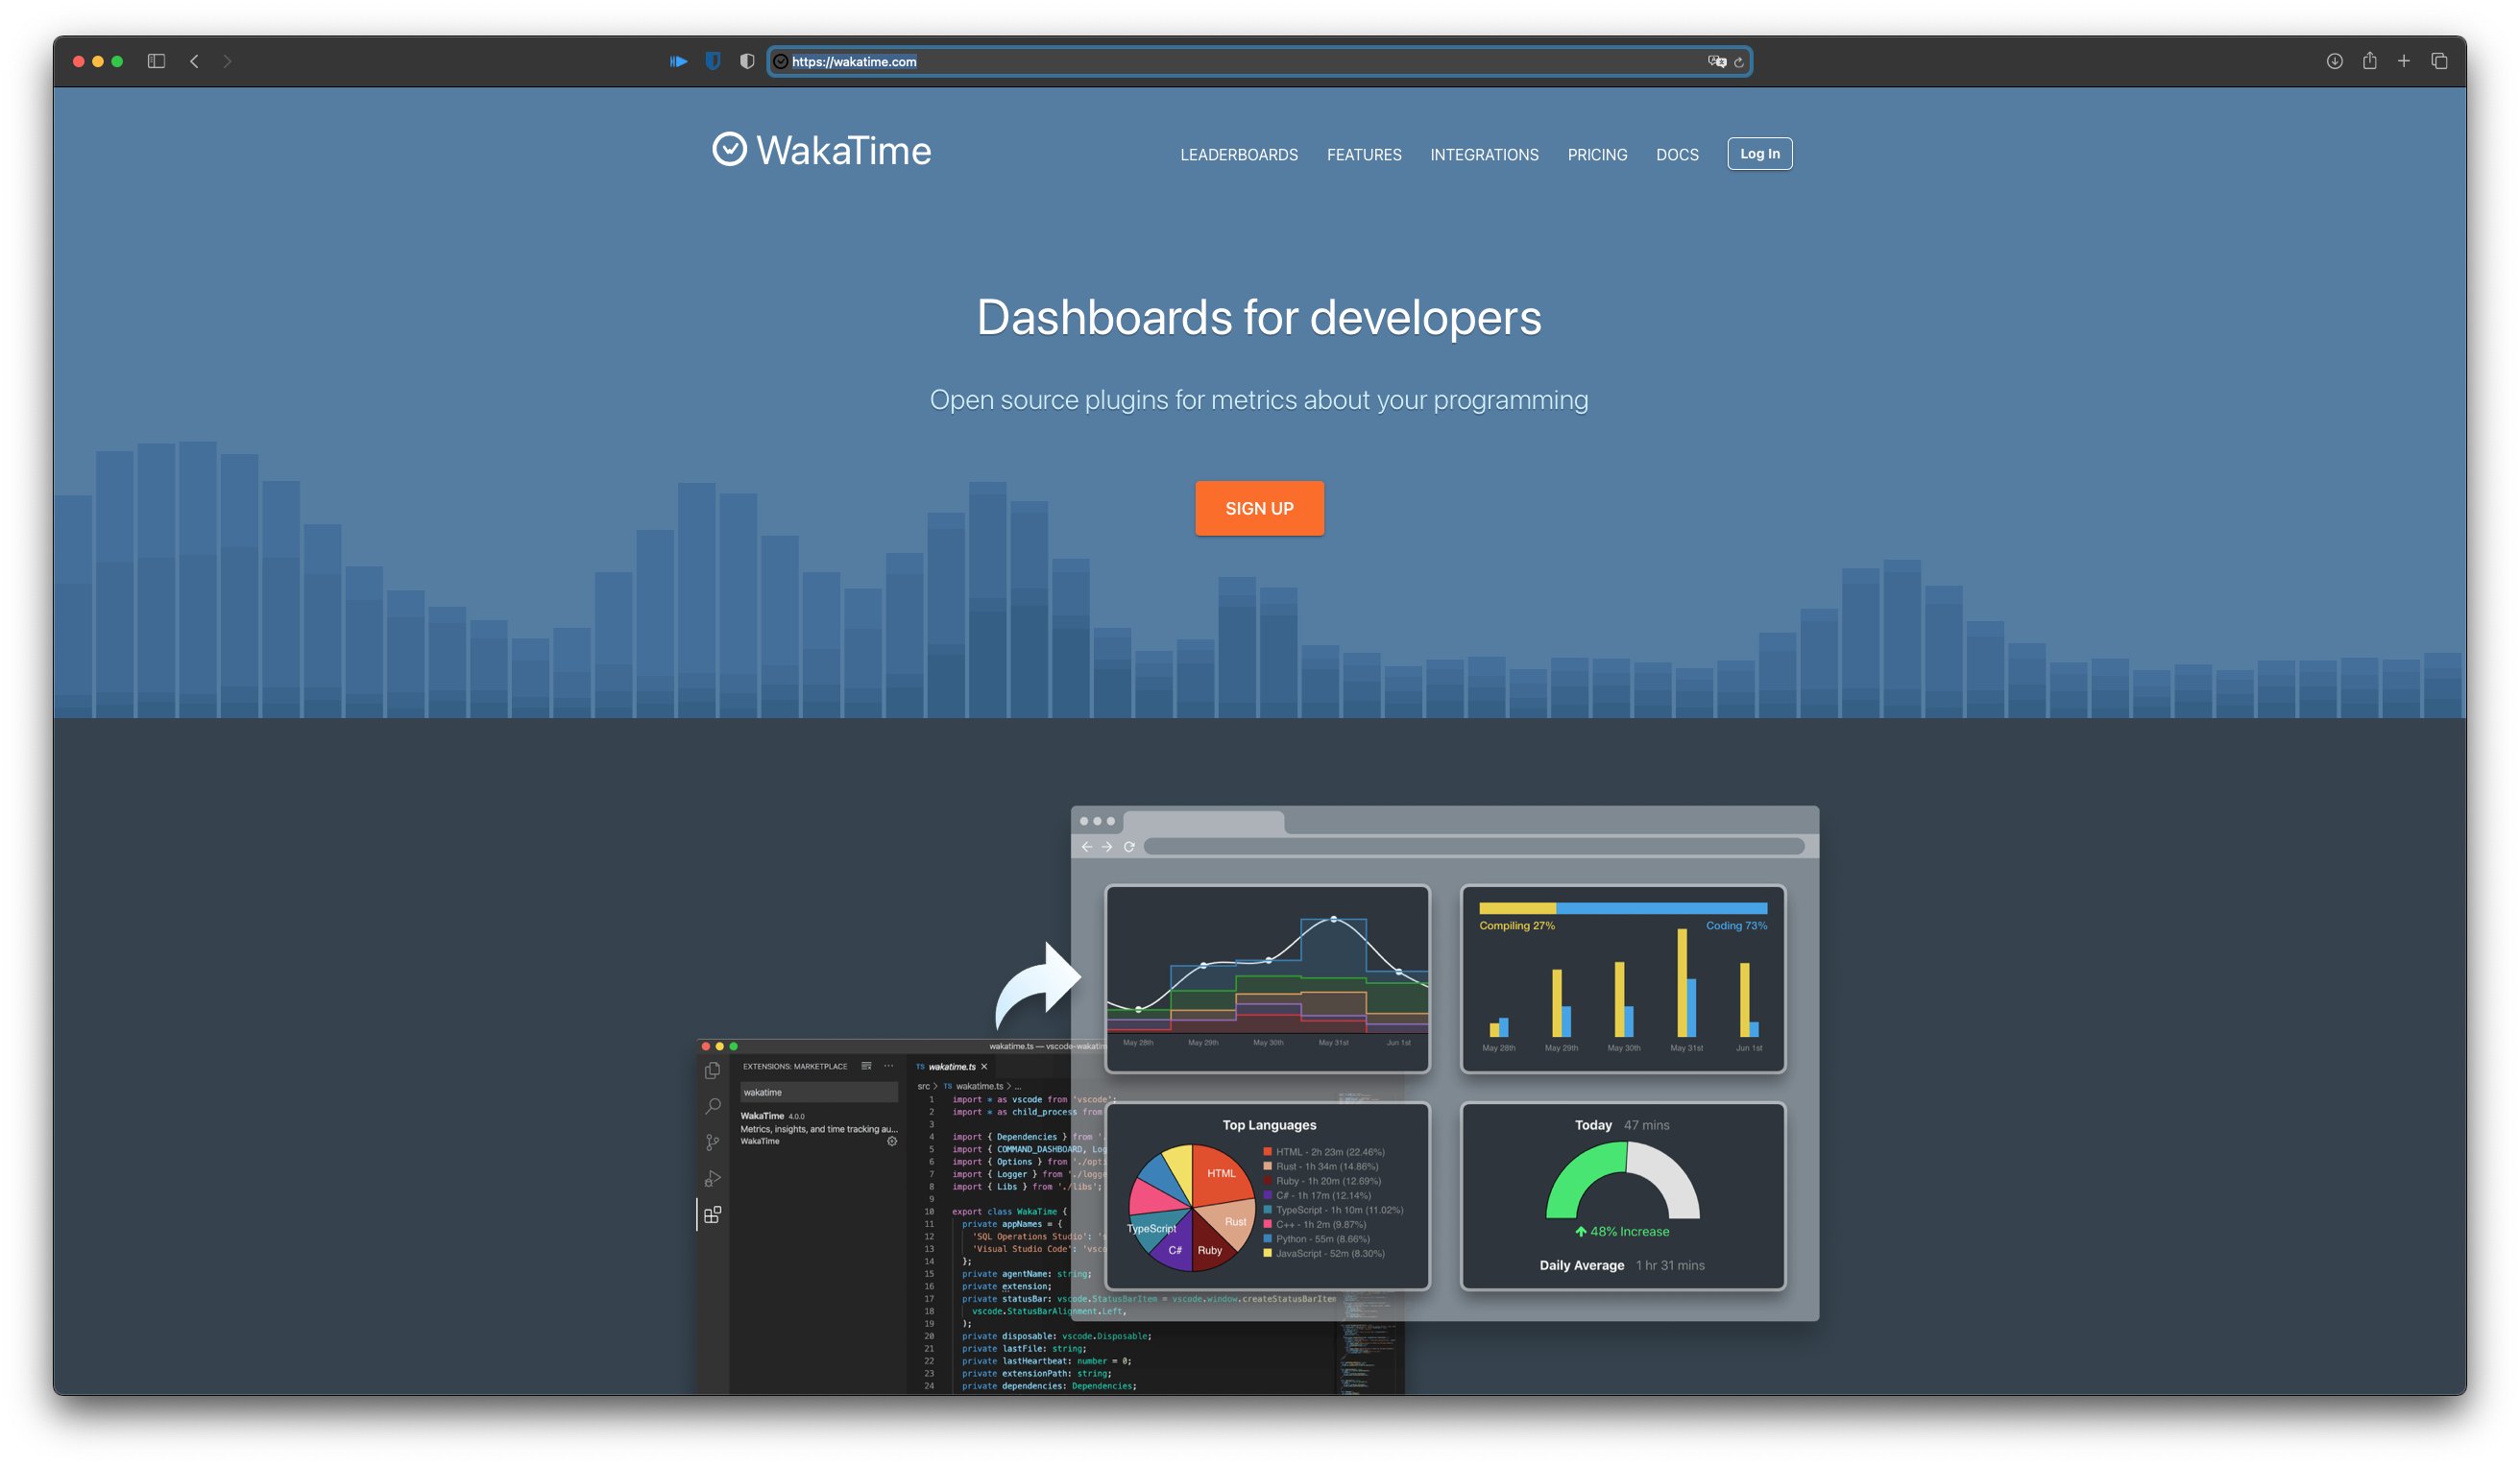 https://wakatime.com
WakaTime
LEADERBOARDS FEATURES INTEGRATIONS PRICING DOCS Log In
Dashboards for developers
Open source plugins for metrics about your programming
SIGN UP
May 28th May 29th May 30th May 31st Jun 1st
Compiling 27% Coding 73%
May 28th May 29th May 30th May 31st Jun 1st
Top Languages
HTML
Rust
Ruby
C#
TypeScript
HTML - 2h 23m (22.46%)
Rust - 1h 34m (14.86%)
Ruby - 1h 20m (12.69%)
C# - 1h 17m (12.14%)
TypeScript - 1h 10m (11.02%)
C++ - 1h 2m (9.87%)
Python - 55m (8.66%)
JavaScript - 52m (8.30%)
Today 47 mins
48% Increase
Daily Average 1 hr 31 mins
wakatime.ts — vscode-wakatim
EXTENSIONS: MARKETPLACE
wakatime
WakaTime 4.0.0
Metrics, insights, and time tracking au...
WakaTime
TS wakatime.ts
src > TS wakatime.ts > ...
1 import * as vscode from 'vscode';
2 import * as child_process from
3
4 import { Dependencies } from '.
5 import { COMMAND_DASHBOARD, Log
6 import { Options } from './opti
7 import { Logger } from './logge
8 import { Libs } from './libs';
9
10 export class WakaTime {
11 private appNames = {
12 'SQL Operations Studio': 's
13 'Visual Studio Code': 'vsco
14 };
15 private agentName: string;
16 private extension;
17 private statusBar: vscode.StatusBarItem = vscode.window.createStatusBarItem
18 vscode.StatusBarAlignment.Left,
19 );
20 private disposable: vscode.Disposable;
21 private lastFile: string;
22 private lastHeartbeat: number = 0;
23 private extensionPath: string;
24 private dependencies: Dependencies;